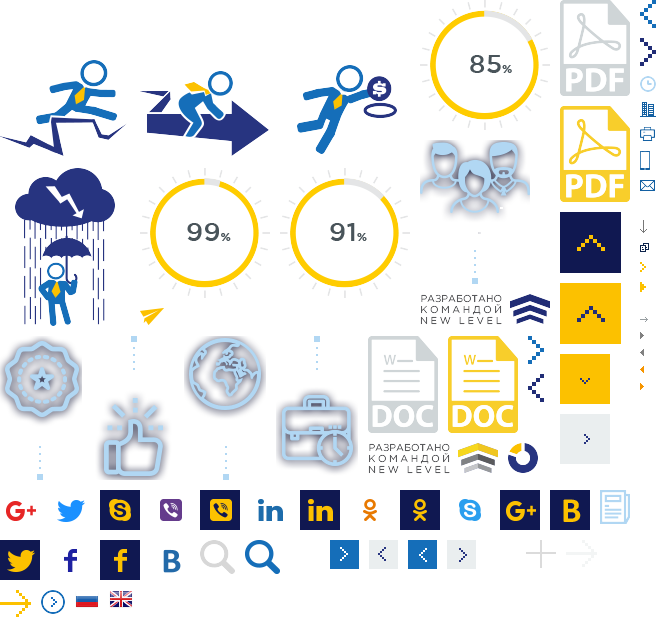 85%
PDF
PDF
99%
91%
$
РАЗРАБОТАНО
КОМАНДОЙ
NEW LEVEL
W
DOC
W
DOC
РАЗРАБОТАНО
КОМАНДОЙ
NEW LEVEL
G+
in
in
G+
B
f
f
B